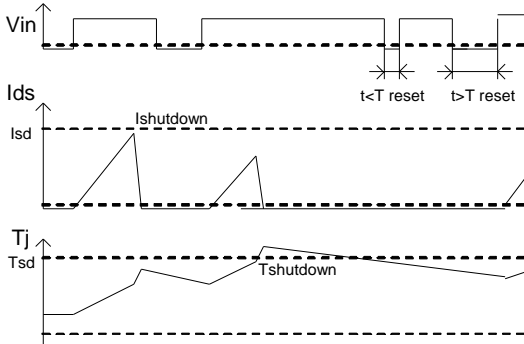 Vin
t<T reset
t>T reset
Ids
Isd
Ishutdown
Tj
Tsd
Tshutdown